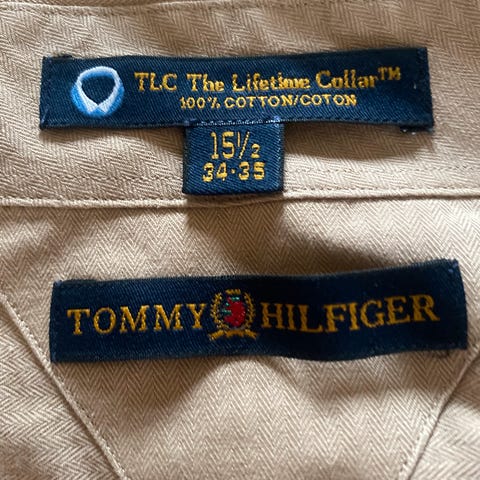 TLC The Lifetime Collar™
100% COTTON/COTON
15½
34-35
TOMMY HILFIGER